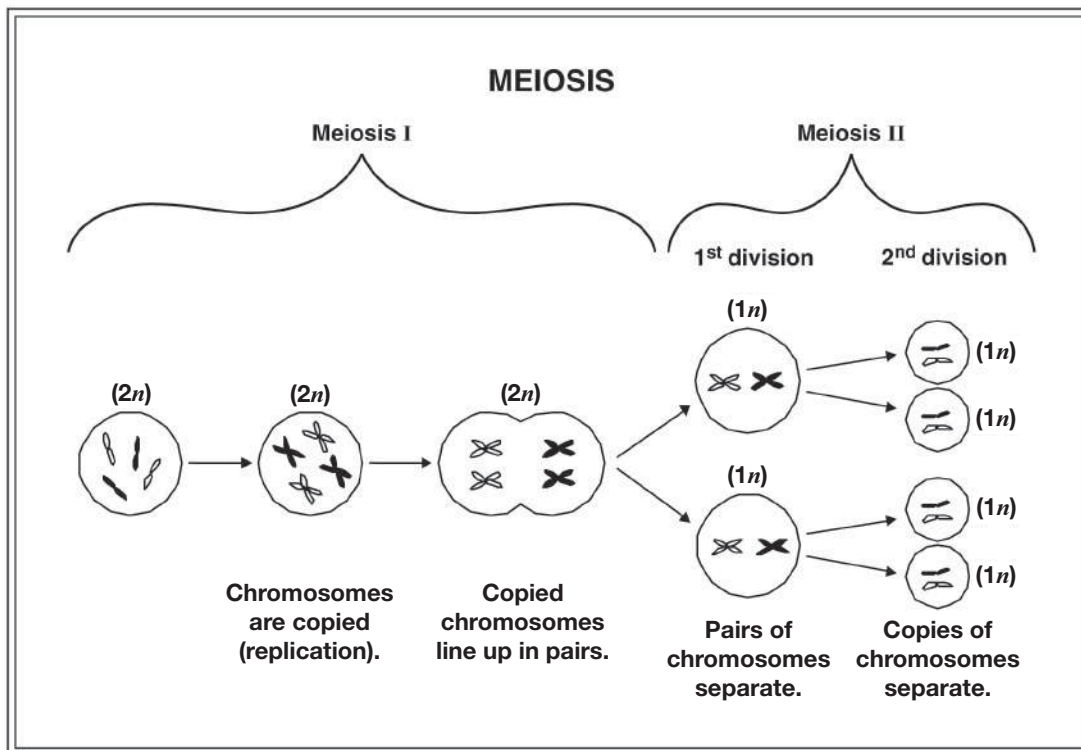 MEIOSIS
Meiosis I
Meiosis II
1st division
2nd division
(1n)
(1n)
(2n)
(2n)
(2n)
(1n)
(1n)
(1n)
(1n)
Chromosomes
are copied
(replication).
Copied
chromosomes
line up in pairs.
Pairs of
chromosomes
separate.
Copies of
chromosomes
separate.